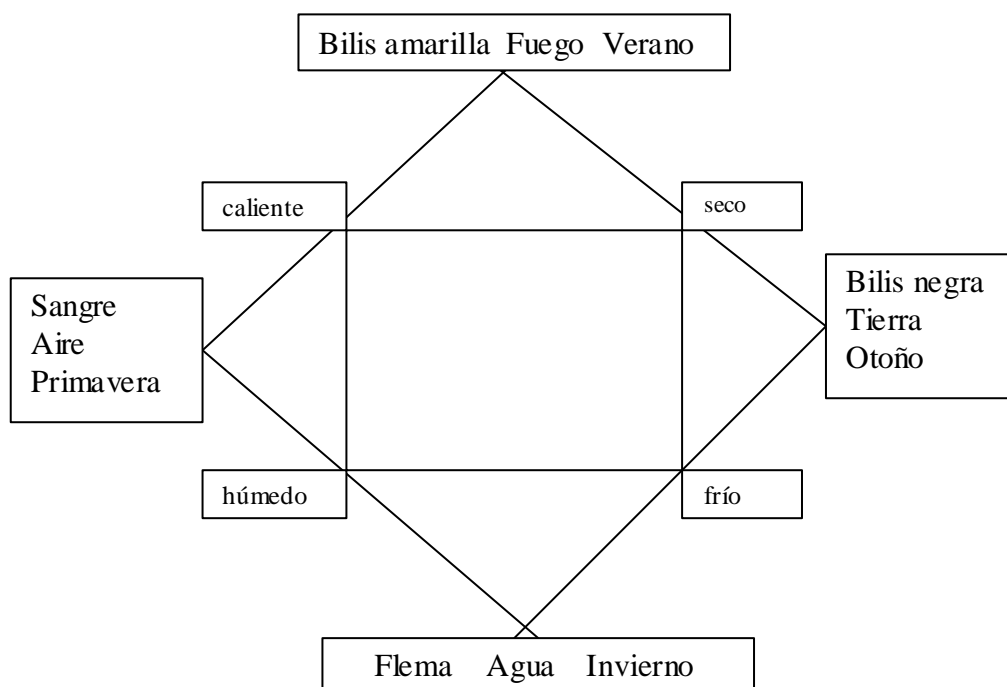 Bilis amarilla Fuego Verano
caliente
seco
Sangre
Aire
Primavera
Bilis negra
Tierra
Otoño
húmedo
frío
Flema Agua Invierno